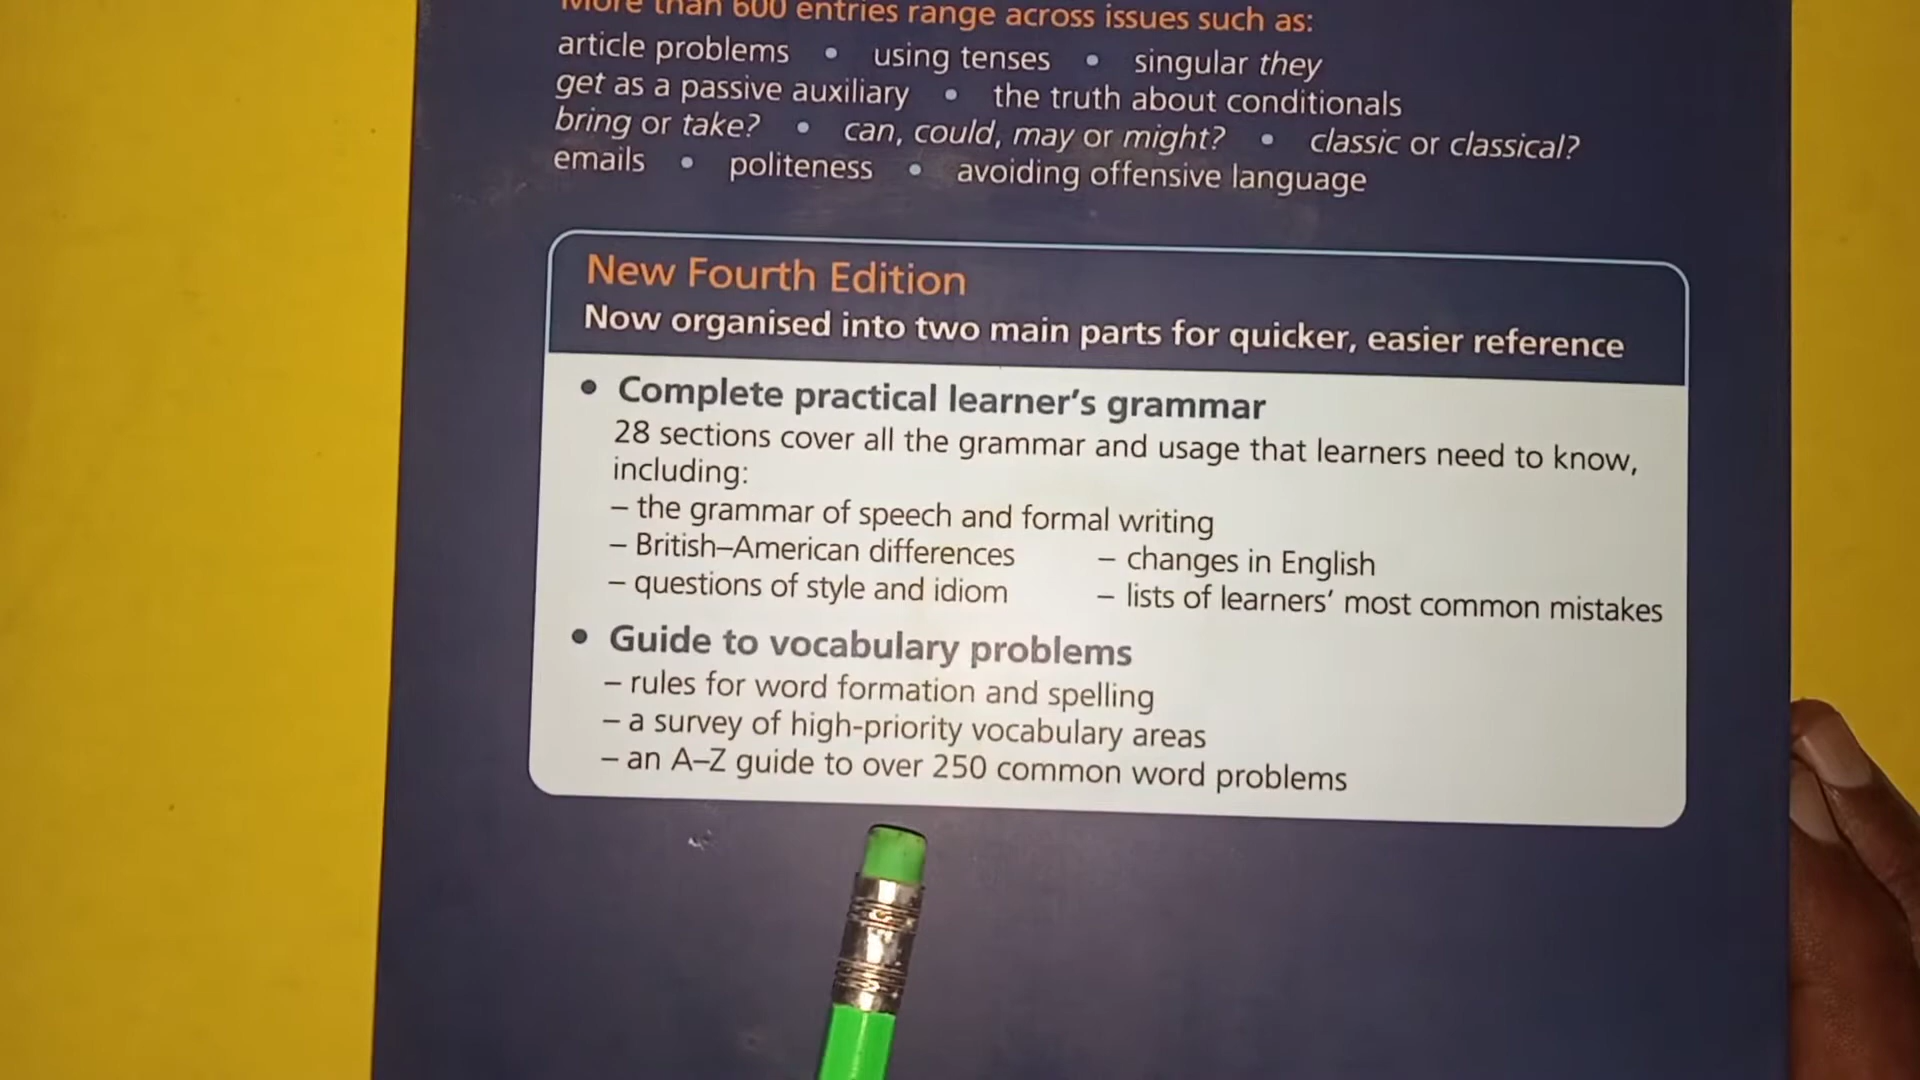 More than 600 entries range across issues such as:
article problems • using tenses • singular they
get as a passive auxiliary • the truth about conditionals
bring or take? • can, could, may or might? • classic or classical?
emails • politeness • avoiding offensive language
New Fourth Edition
Now organised into two main parts for quicker, easier reference
• Complete practical learner's grammar
28 sections cover all the grammar and usage that learners need to know,
including:
– the grammar of speech and formal writing
– British–American differences – changes in English
– questions of style and idiom – lists of learners' most common mistakes
• Guide to vocabulary problems
– rules for word formation and spelling
– a survey of high-priority vocabulary areas
– an A–Z guide to over 250 common word problems